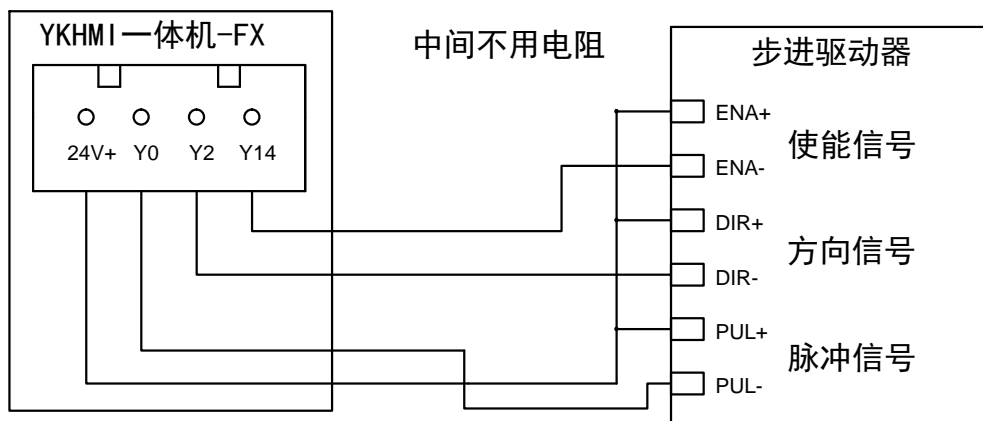 YKHMI一体机-FX
中间不用电阻
步进驱动器
24V+ Y0 Y2 Y14
ENA+
使能信号
ENA-
DIR+
方向信号
DIR-
PUL+
脉冲信号
PUL-